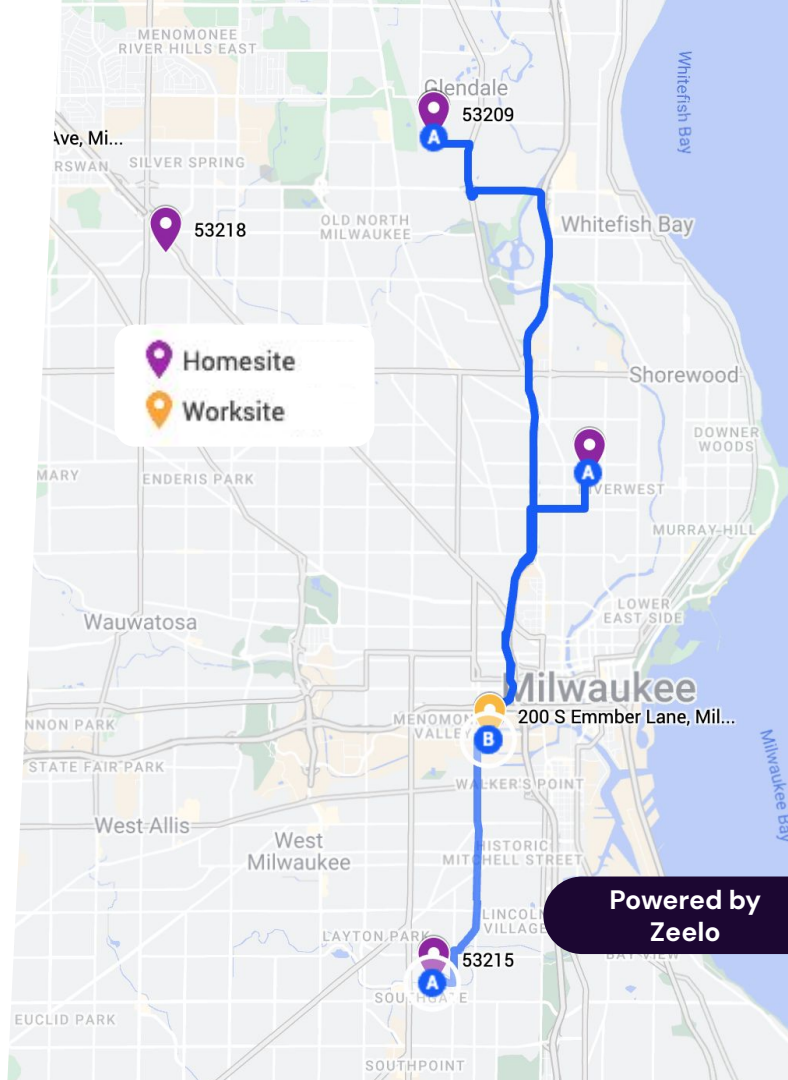 MENOMONEE
RIVER HILLS EAST
Glendale
53209
Whitefish Bay
Ave, Mi...
SILVER SPRING
53218
OLD NORTH
MILWAUKEE
Whitefish Bay
Homesite
Worksite
Shorewood
DOWNER
WOODS
MARY
ENDERIS PARK
MURRAY HILL
LOWER
EAST SIDE
Wauwatosa
Milwaukee
200 S Emmber Lane, Mil...
NNON PARK
VALLEY
B
STATE FAIR PARK
WALKER'S POINT
Milwaukee Bay
West Allis
West
Milwaukee
HISTORIC
MITCHELL STREET
Powered by
Zeelo
LINCOLN
VILLAGE
LAYTON PARK
53215
A
EUCLID PARK
SOUTHPOINT
A
A